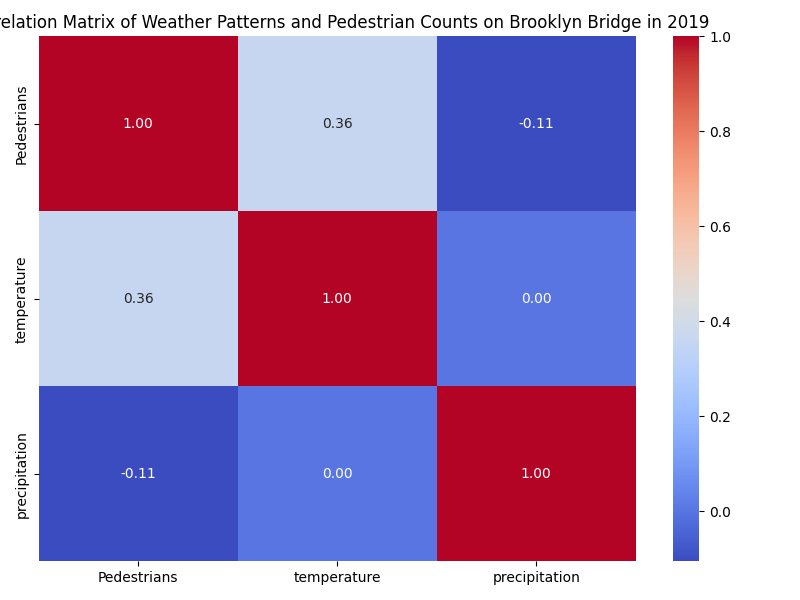 relation Matrix of Weather Patterns and Pedestrian Counts on Brooklyn Bridge in 2019
Pedestrians
1.00
0.36
-0.11
temperature
0.36
1.00
0.00
precipitation
-0.11
0.00
1.00
Pedestrians
temperature
precipitation
1.0
0.8
0.6
0.4
0.2
0.0